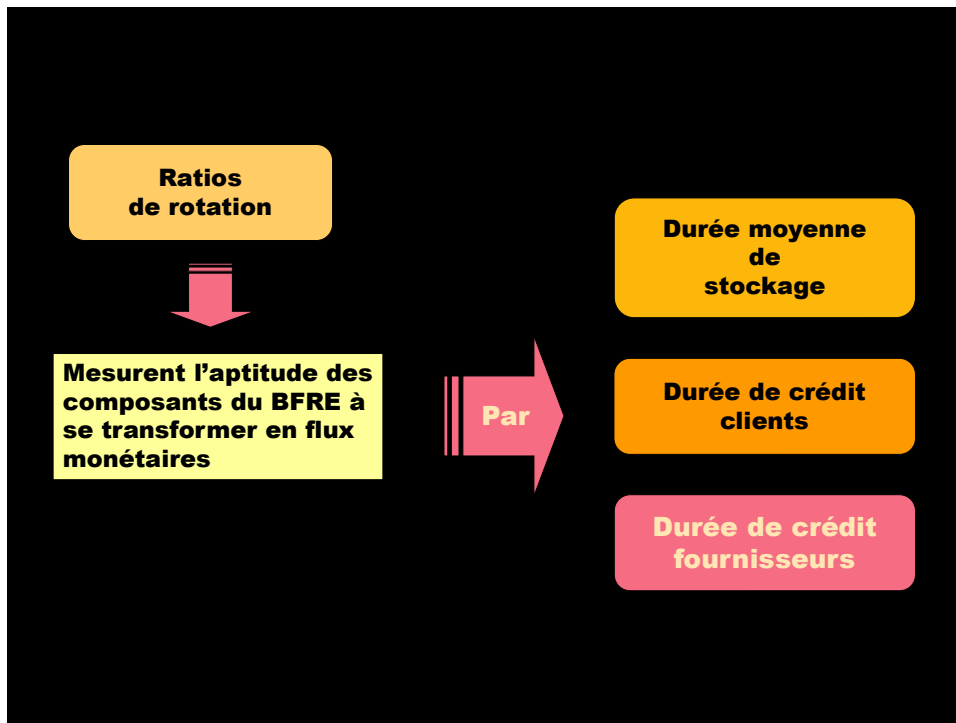 Ratios
de rotation
Mesurent l’aptitude des
composants du BFRE à
se transformer en flux
monétaires
Par
Durée moyenne
de
stockage
Durée de crédit
clients
Durée de crédit
fournisseurs